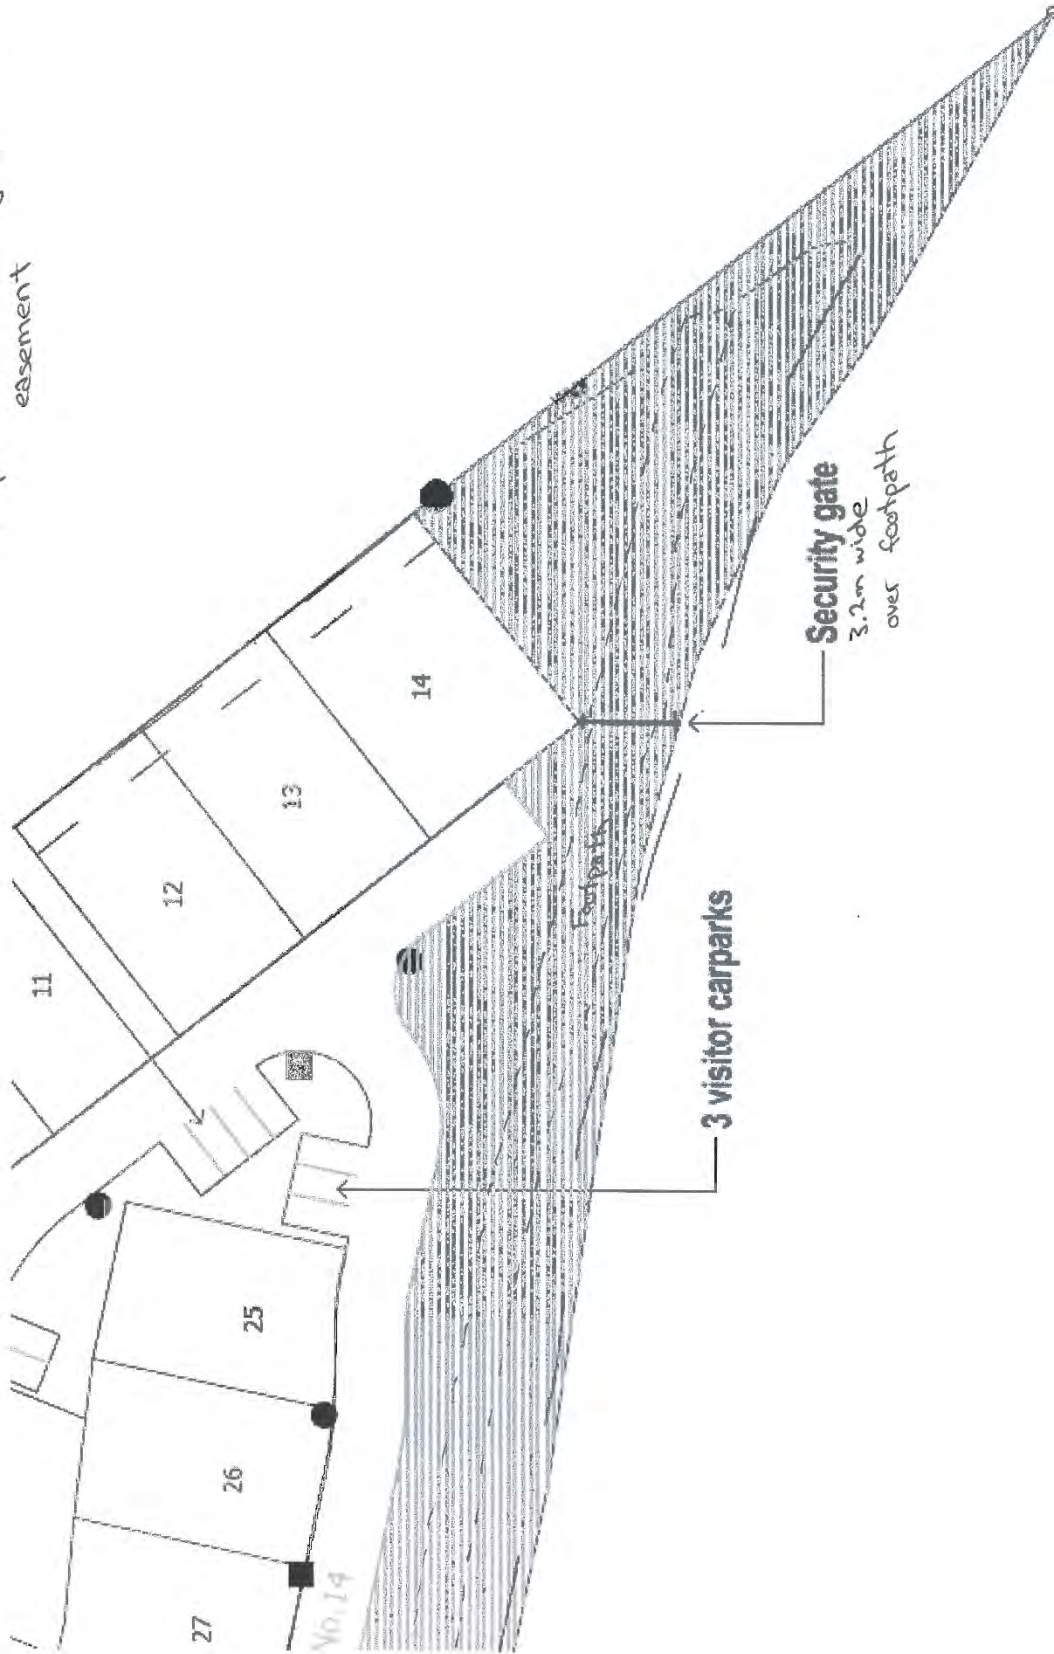 easement
11
12
13
14
Footpath
Security gate
3.2m wide
over footpath
3 visitor carparks
25
26
27
No.14